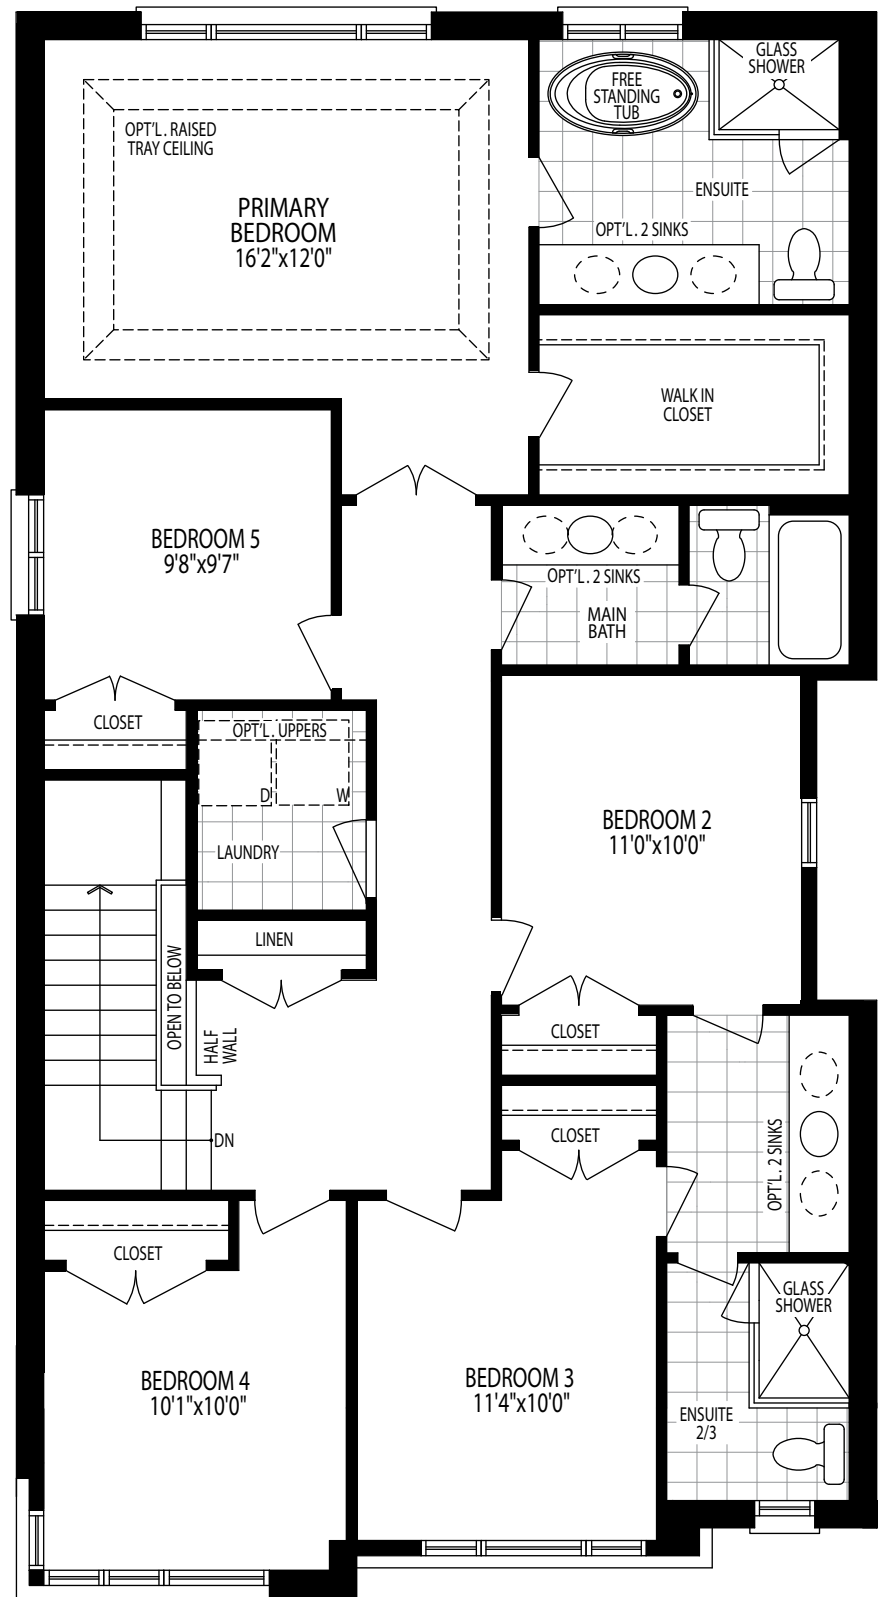 GLASS
SHOWER
FREE
STANDING
TUB
OPT'L. RAISED
TRAY CEILING
ENSUITE
PRIMARY
BEDROOM
16'2"x12'0"
OPT'L. 2 SINKS
WALK IN
CLOSET
BEDROOM 5
9'8"x9'7"
OPT'L. 2 SINKS
MAIN
BATH
CLOSET
OPT'L. UPPERS
D
W
LAUNDRY
BEDROOM 2
11'0"x10'0"
LINEN
OPEN TO BELOW
HALF
WALL
CLOSET
DN
CLOSET
OPT'L. 2 SINKS
CLOSET
GLASS
SHOWER
BEDROOM 4
10'1"x10'0"
BEDROOM 3
11'4"x10'0"
ENSUITE
2/3